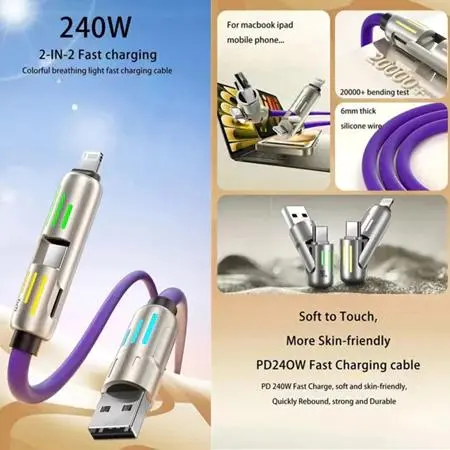 240W
2-IN-2 Fast charging
Colorful breathing light fast charging cable
For macbook ipad
mobile phone...
20000+
20000+ bending test
6mm thick
silicone wire
Soft to Touch,
More Skin-friendly
PD240W Fast Charging cable
PD 240W Fast Charge, soft and skin-friendly,
Quickly Rebound, strong and Durable